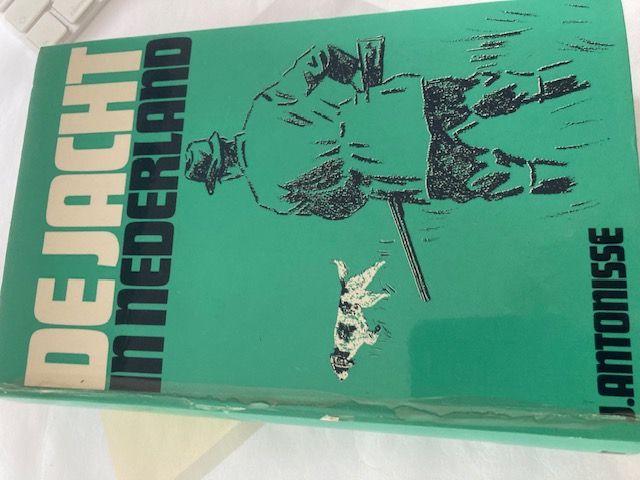 DE JACHT
IN NEDERLAND
J. ANTONISSE